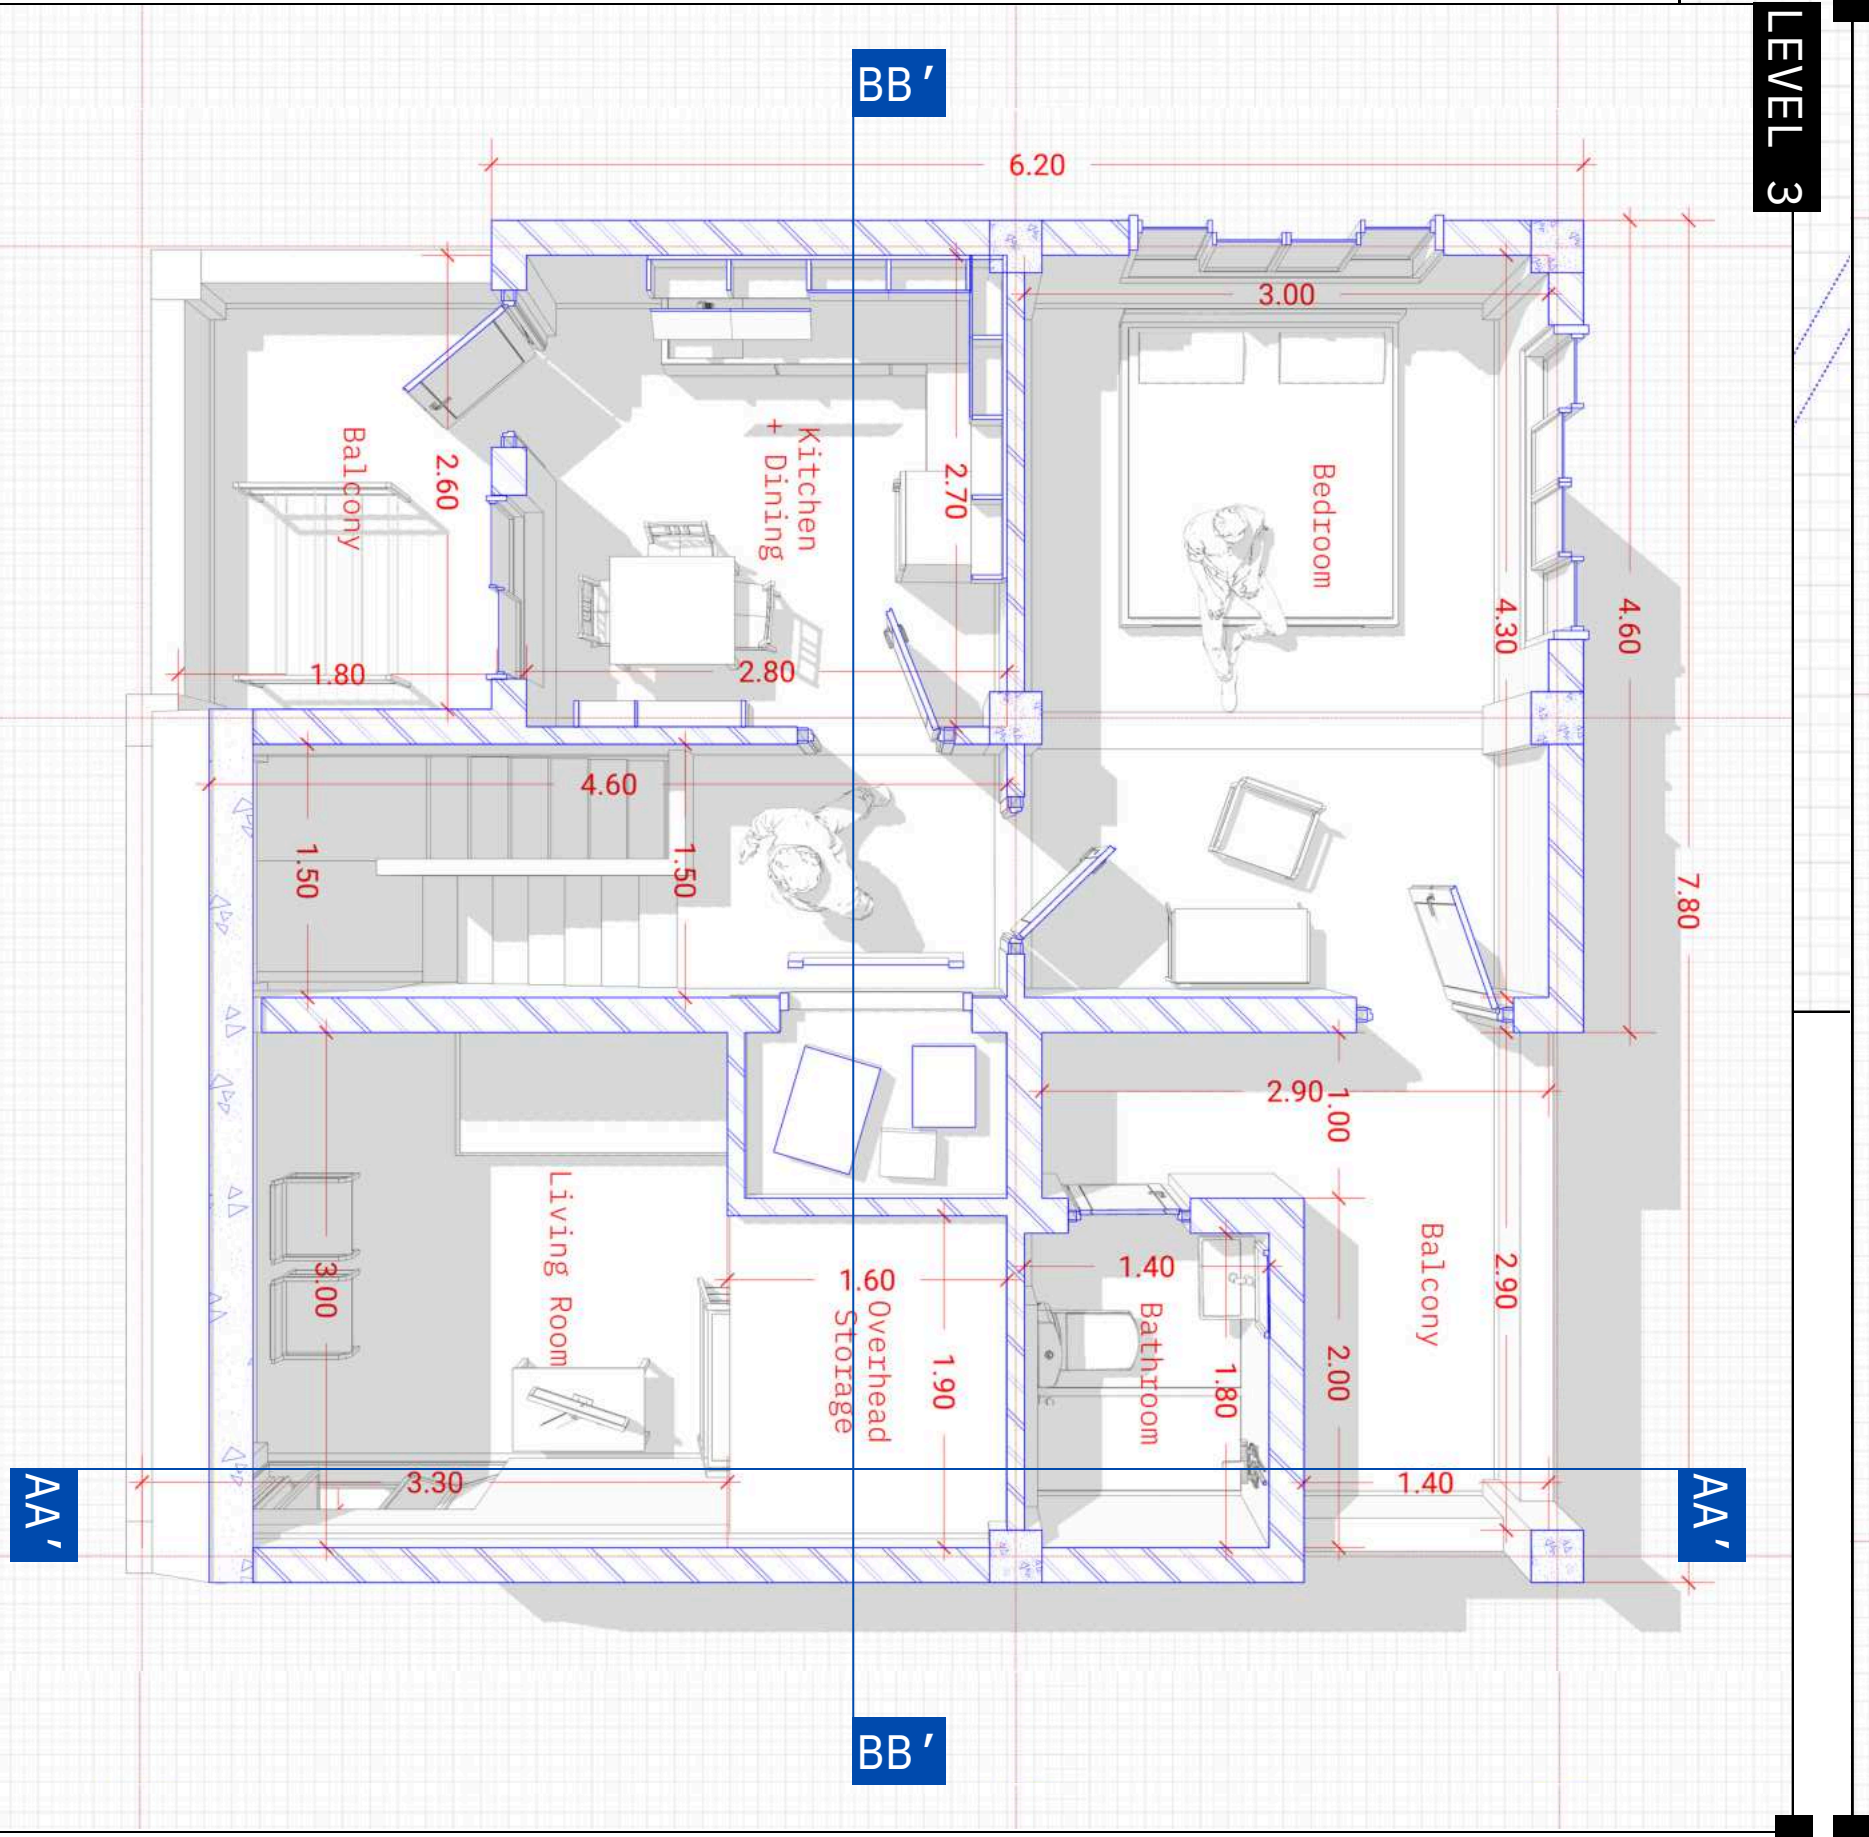 LEVEL 3
BB'
6.20
3.00
Balcony
2.60
Kitchen
+ Dining
2.70
Bedroom
4.30
4.60
1.80
2.80
4.60
1.50
1.50
7.80
2.90
1.00
Living Room
3.00
1.60
Overhead
Storage
1.90
1.40
Bathroom
1.80
2.00
Balcony
2.90
AA'
3.30
1.40
AA'
BB'